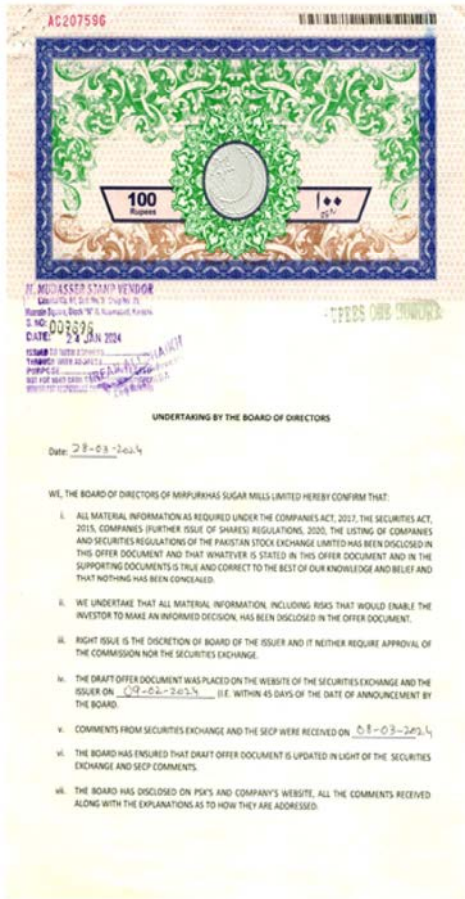 AC207596
100
Rupees
۱۰۰
M. MUDASSER STAMP VENDOR
S. NO. 
DATE: 24 JAN 2024
UNDERTAKING BY THE BOARD OF DIRECTORS
Date: 28-03-2024
WE, THE BOARD OF DIRECTORS OF MIRPURKHAS SUGAR MILLS LIMITED HEREBY CONFIRM THAT:
i. ALL MATERIAL INFORMATION AS REQUIRED UNDER THE COMPANIES ACT, 2017, THE SECURITIES ACT,
2015, COMPANIES (FURTHER ISSUE OF SHARES) REGULATIONS, 2020, THE LISTING OF COMPANIES
AND SECURITIES REGULATIONS OF THE PAKISTAN STOCK EXCHANGE LIMITED HAS BEEN DISCLOSED IN
THIS OFFER DOCUMENT AND THAT WHATEVER IS STATED IN THIS OFFER DOCUMENT AND IN THE
SUPPORTING DOCUMENTS IS TRUE AND CORRECT TO THE BEST OF OUR KNOWLEDGE AND BELIEF AND
THAT NOTHING HAS BEEN CONCEALED.
ii. WE UNDERTAKE THAT ALL MATERIAL INFORMATION, INCLUDING RISKS THAT WOULD ENABLE THE
INVESTOR TO MAKE AN INFORMED DECISION, HAS BEEN DISCLOSED IN THE OFFER DOCUMENT.
iii. RIGHT ISSUE IS THE DISCRETION OF BOARD OF THE ISSUER AND IT NEITHER REQUIRE APPROVAL OF
THE COMMISSION NOR THE SECURITIES EXCHANGE.
iv. THE DRAFT OFFER DOCUMENT WAS PLACED ON THE WEBSITE OF THE SECURITIES EXCHANGE AND THE
ISSUER ON 09-02-2024 (I.E. WITHIN 45 DAYS OF THE DATE OF ANNOUNCEMENT BY
THE BOARD.
v. COMMENTS FROM SECURITIES EXCHANGE AND THE SECP WERE RECEIVED ON 08-03-2024
vi. THE BOARD HAS ENSURED THAT DRAFT OFFER DOCUMENT IS UPDATED IN LIGHT OF THE SECURITIES
EXCHANGE AND SECP COMMENTS.
vii. THE BOARD HAS DISCLOSED ON PSX'S AND COMPANY'S WEBSITE, ALL THE COMMENTS RECEIVED
ALONG WITH THE EXPLANATIONS AS TO HOW THEY ARE ADDRESSED.